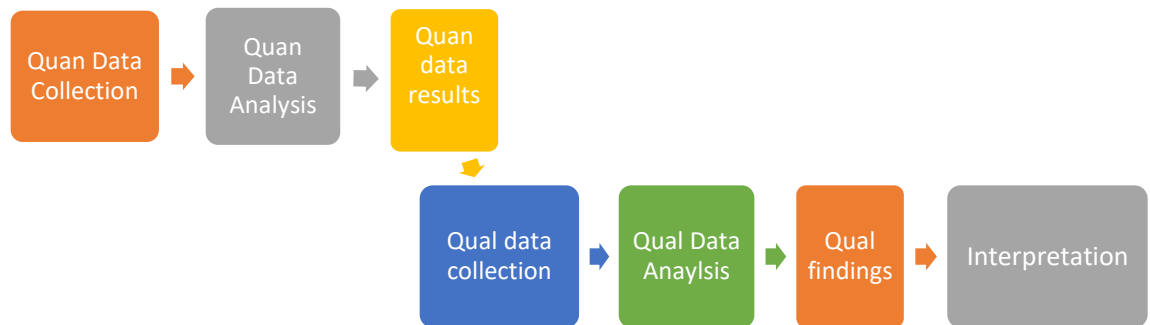 Quan Data
Collection
Quan
Data
Analysis
Quan
data
results
Qual data
collection
Qual Data
Anaylsis
Qual
findings
Interpretation